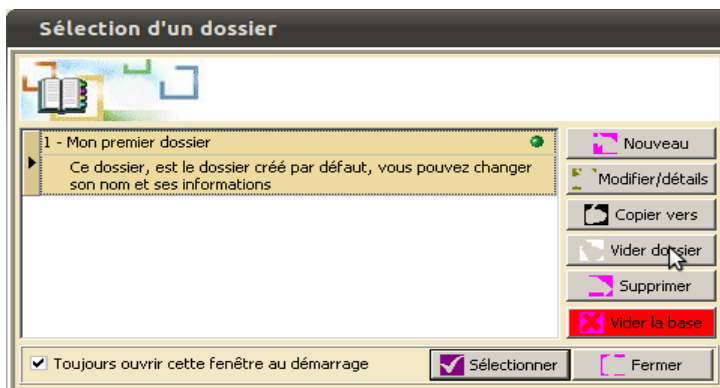 Sélection d'un dossier
1 - Mon premier dossier
Ce dossier, est le dossier créé par défaut, vous pouvez changer
son nom et ses informations
Nouveau
Modifier/détails
Copier vers
Vider dossier
Supprimer
Vider la base
Toujours ouvrir cette fenêtre au démarrage
Sélectionner
Fermer